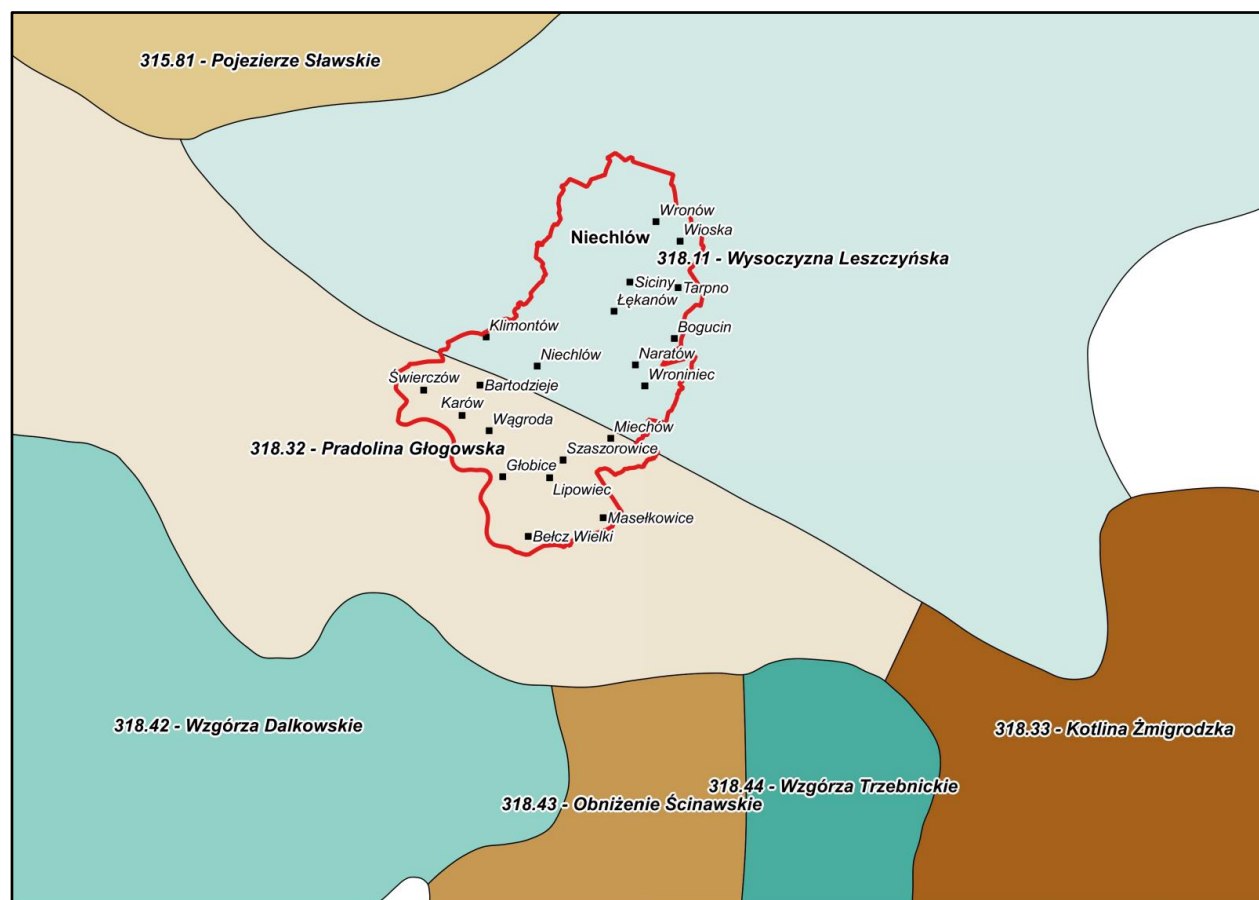 315.81 - Pojezierze Sławskie
Wronów
Niechlów
Wioska
318.11 - Wysoczyzna Leszczyńska
Siciny
Tarpno
Łękanów
Klimontów
Bogucin
Niechlów
Naratów
Świerczów
Bartodzieje
Wroniniec
Karów
Wągroda
Miechów
318.32 - Pradolina Głogowska
Szaszorowice
Głobice
Lipowiec
Masełkowice
Bełcz Wielki
318.42 - Wzgórza Dalkowskie
318.33 - Kotlina Żmigrodzka
318.44 - Wzgórza Trzebnickie
318.43 - Obniżenie Ścinawskie